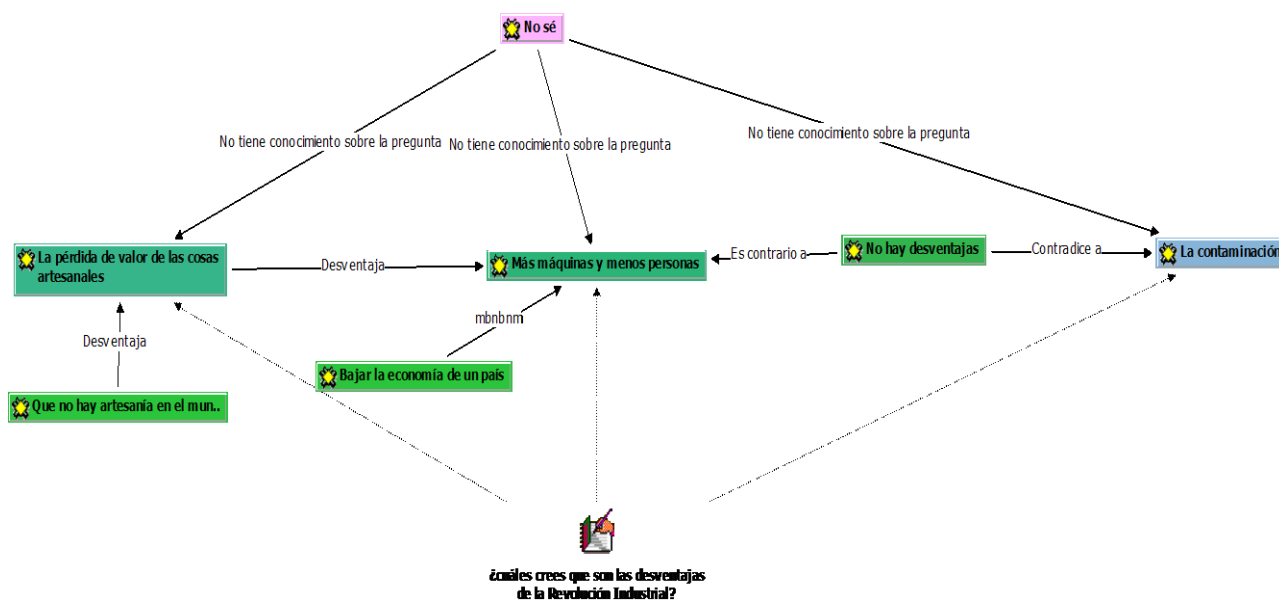 No sé
No tiene conocimiento sobre la pregunta
No tiene conocimiento sobre la pregunta
No tiene conocimiento sobre la pregunta
La pérdida de valor de las cosas
artesanales
Desventaja
Más máquinas y menos personas
Es contrario a
No hay desventajas
Contradice a
La contaminación
mbnbnm
Desventaja
Bajar la economía de un país
Que no hay artesanía en el mun..
¿cuáles crees que son las desventajas
de la Revolución Industrial?